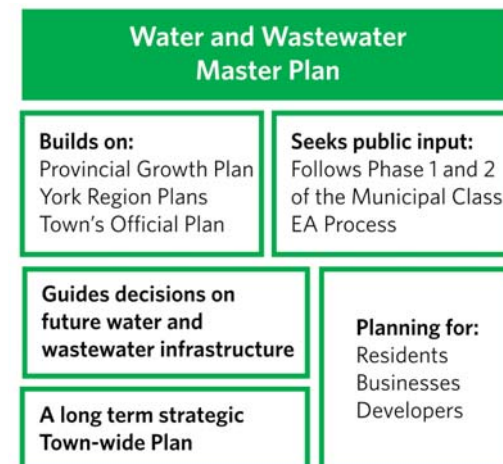 Water and Wastewater
Master Plan
Builds on:
Provincial Growth Plan
York Region Plans
Town's Official Plan
Seeks public input:
Follows Phase 1 and 2
of the Municipal Class
EA Process
Guides decisions on
future water and
wastewater infrastructure
A long term strategic
Town-wide Plan
Planning for:
Residents
Businesses
Developers